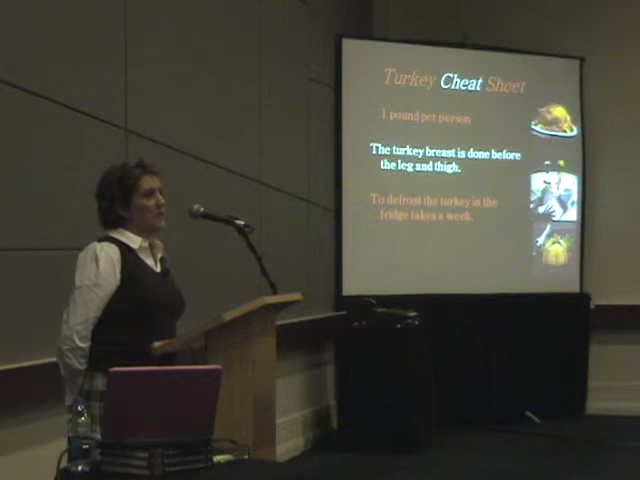 Turkey Cheat Sheet
1 pound per person
The turkey breast is done before
the leg and thigh.
To defrost the turkey in the
fridge takes a week.